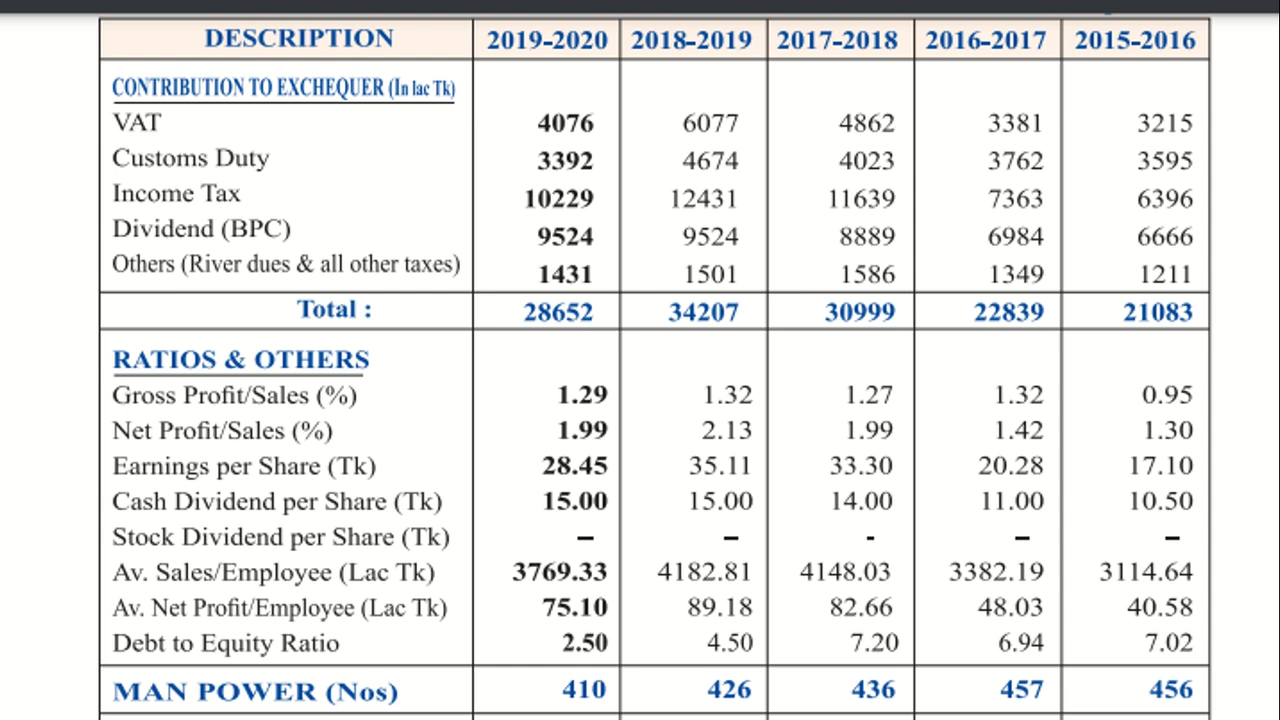 DESCRIPTION 2019-2020 2018-2019 2017-2018 2016-2017 2015-2016
CONTRIBUTION TO EXCHEQUER (In lac Tk)
VAT 4076 6077 4862 3381 3215
Customs Duty 3392 4674 4023 3762 3595
Income Tax 10229 12431 11639 7363 6396
Dividend (BPC) 9524 9524 8889 6984 6666
Others (River dues & all other taxes) 1431 1501 1586 1349 1211
Total : 28652 34207 30999 22839 21083
RATIOS & OTHERS
Gross Profit/Sales (%) 1.29 1.32 1.27 1.32 0.95
Net Profit/Sales (%) 1.99 2.13 1.99 1.42 1.30
Earnings per Share (Tk) 28.45 35.11 33.30 20.28 17.10
Cash Dividend per Share (Tk) 15.00 15.00 14.00 11.00 10.50
Stock Dividend per Share (Tk) – – - – –
Av. Sales/Employee (Lac Tk) 3769.33 4182.81 4148.03 3382.19 3114.64
Av. Net Profit/Employee (Lac Tk) 75.10 89.18 82.66 48.03 40.58
Debt to Equity Ratio 2.50 4.50 7.20 6.94 7.02
MAN POWER (Nos) 410 426 436 457 456